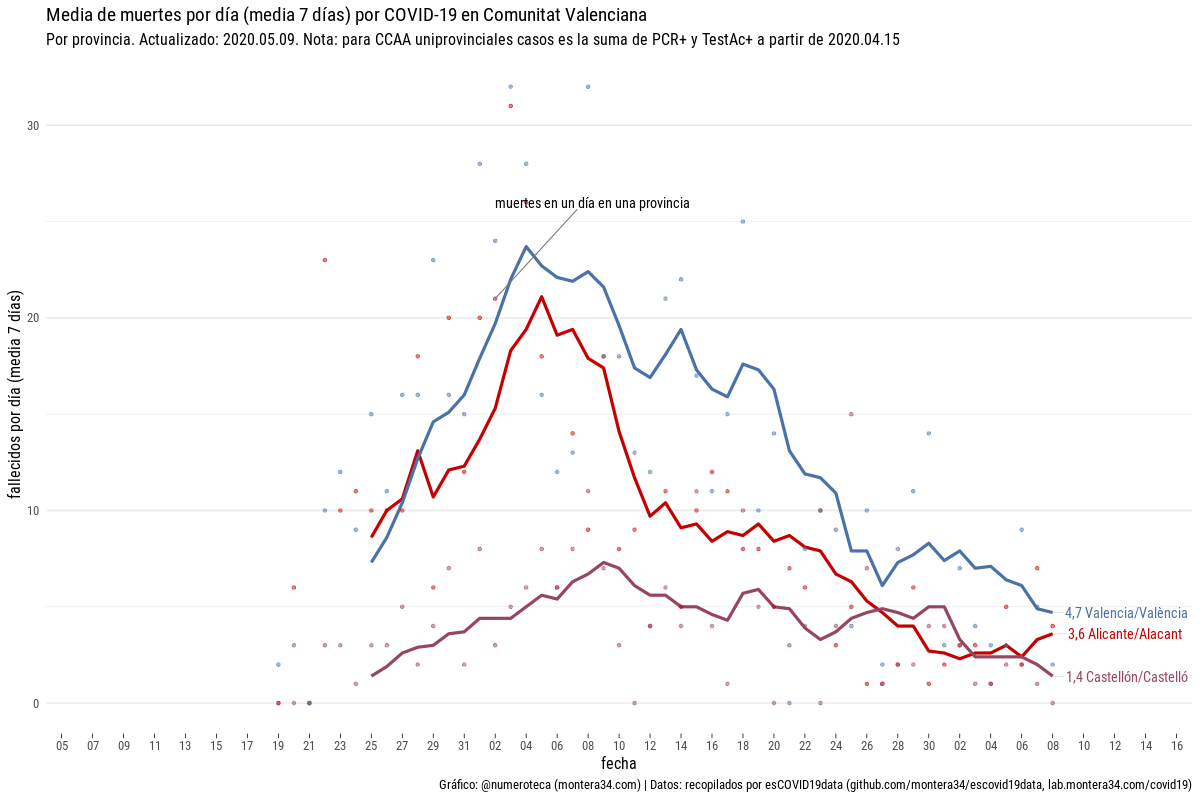 Media de muertes por día (media 7 días) por COVID-19 en Comunitat Valenciana
Por provincia. Actualizado: 2020.05.09. Nota: para CCAA uniprovinciales casos es la suma de PCR+ y TestAc+ a partir de 2020.04.15
fallecidos por día (media 7 días)
30
20
10
0
muertes en un día en una provincia
4,7 Valencia/València
3,6 Alicante/Alacant
1,4 Castellón/Castelló
05 07 09 11 13 15 17 19 21 23 25 27 29 31 02 04 06 08 10 12 14 16 18 20 22 24 26 28 30 02 04 06 08 10 12 14 16
fecha
Gráfico: @numeroteca (montera34.com) | Datos: recopilados por esCOVID19data (github.com/montera34/escovid19data, lab.montera34.com/covid19)